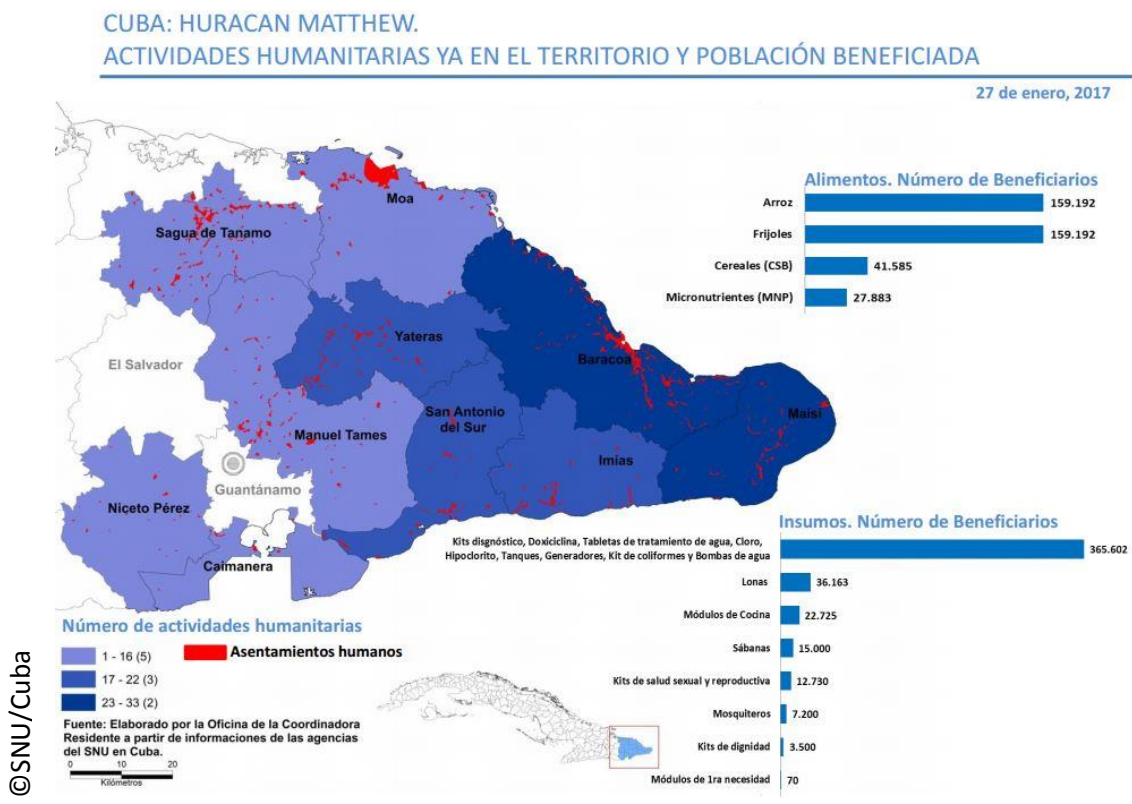 CUBA: HURACAN MATTHEW.
ACTIVIDADES HUMANITARIAS YA EN EL TERRITORIO Y POBLACIÓN BENEFICIADA
27 de enero, 2017
Moa
Sagua de Tanamo
Yateras
El Salvador
Baracoa
San Antonio
del Sur
Maisi
Manuel Tames
Imias
Guantánamo
Niceto Pérez
Caimanera
Alimentos. Número de Beneficiarios
Arroz 159.192
Frijoles 159.192
Cereales (CSB) 41.585
Micronutrientes (MNP) 27.883
Insumos. Número de Beneficiarios
Kits disgnóstico, Doxiciclina, Tabletas de tratamiento de agua, Cloro,
Hipoclorito, Tanques, Generadores, Kit de coliformes y Bombas de agua 365.602
Lonas 36.163
Módulos de Cocina 22.725
Sábanas 15.000
Kits de salud sexual y reproductiva 12.730
Mosquiteros 7.200
Kits de dignidad 3.500
Módulos de 1ra necesidad 70
Número de actividades humanitarias
1 - 16 (5) Asentamientos humanos
17 - 22 (3)
23 - 33 (2)
Fuente: Elaborado por la Oficina de la Coordinadora
Residente a partir de informaciones de las agencias
del SNU en Cuba.
0 10 20
Kilómetros
©SNU/Cuba